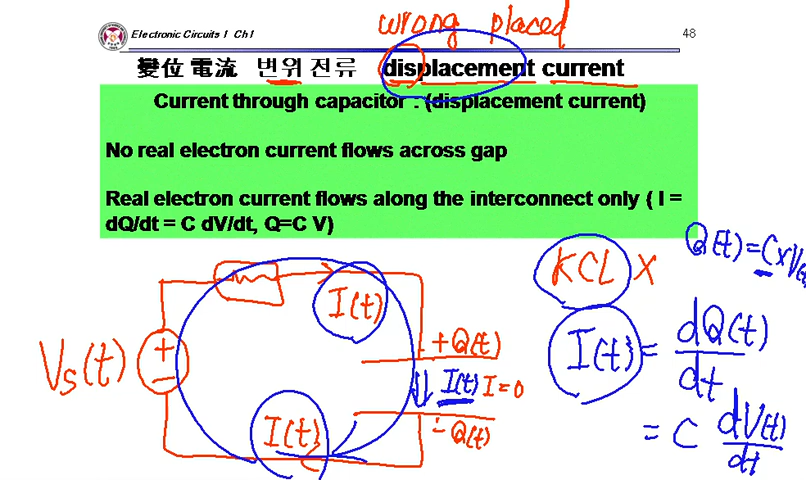 Electronic Circuits 1 Ch1
wrong placed
48
變位 電流 변위 전류 displacement current
Current through capacitor : (displacement current)
No real electron current flows across gap
Real electron current flows along the interconnect only ( I =
dQ/dt = C dV/dt, Q=C V)
Q(t) = C x V(t)
KCL X
I(t)
I(t) = dQ(t)/dt
+Q(t)
Vs(t)
+
−
I(t) I=0
I(t)
-Q(t)
= C dV(t)/dt